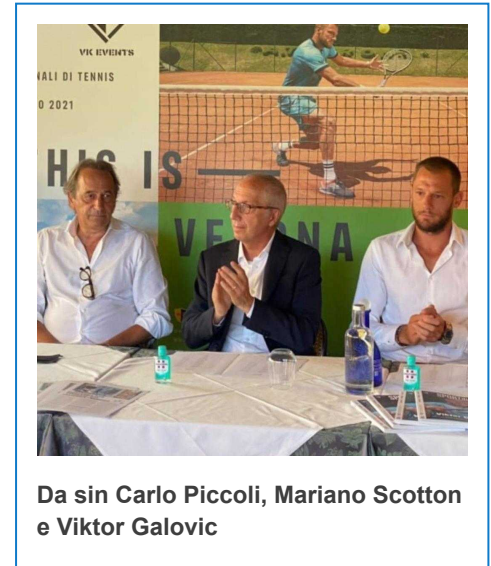 VK EVENTS
NALI DI TENNIS
O 2021
THIS IS
VERONA
Da sin Carlo Piccoli, Mariano Scotton
e Viktor Galovic